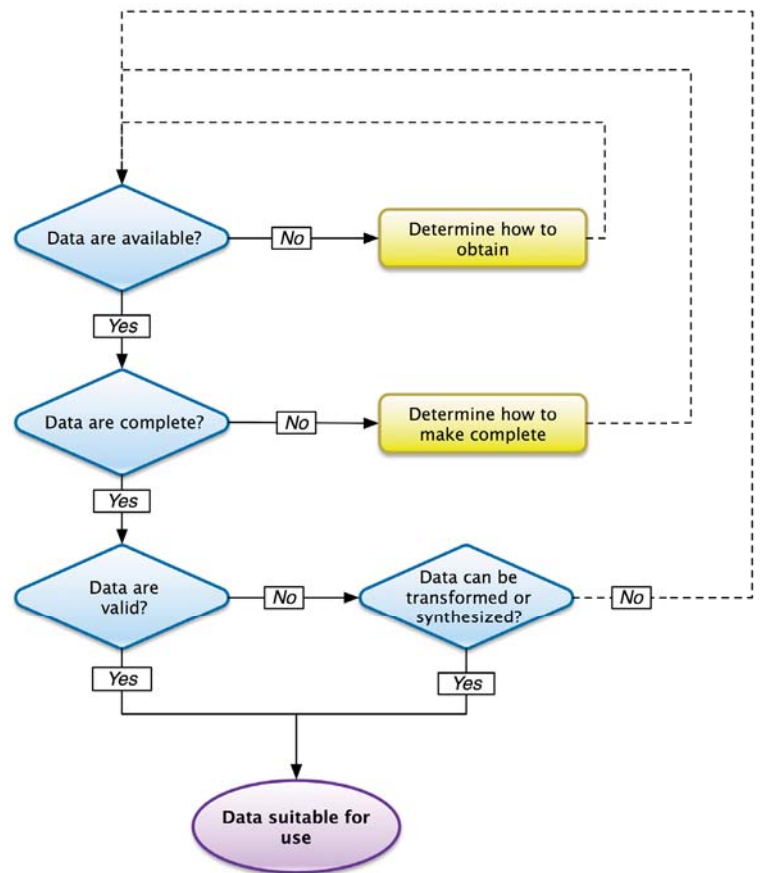 Data are available?
No
Determine how to
obtain
Yes
Data are complete?
No
Determine how to
make complete
Yes
Data are
valid?
No
Data can be
transformed or
synthesized?
No
Yes
Yes
Data suitable for
use